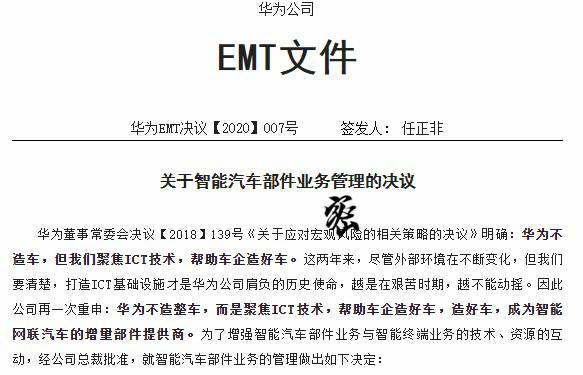 华为公司
EMT文件
华为EMT决议【2020】007号 签发人： 任正非
关于智能汽车部件业务管理的决议
华为董事常委会决议【2018】139号《关于应对宏观风险的相关策略的决议》明确：华为不
造车，但我们聚焦ICT技术，帮助车企造好车。这两年来，尽管外部环境在不断变化，但我们
要清楚，打造ICT基础设施才是华为公司肩负的历史使命，越是在艰苦时期，越不能动摇。因此
公司再一次重申：华为不造整车，而是聚焦ICT技术，帮助车企造好车，造好车，成为智能
网联汽车的增量部件提供商。为了增强智能汽车部件业务与智能终端业务的技术、资源的互
动，经公司总裁批准，就智能汽车部件业务的管理做出如下决定：